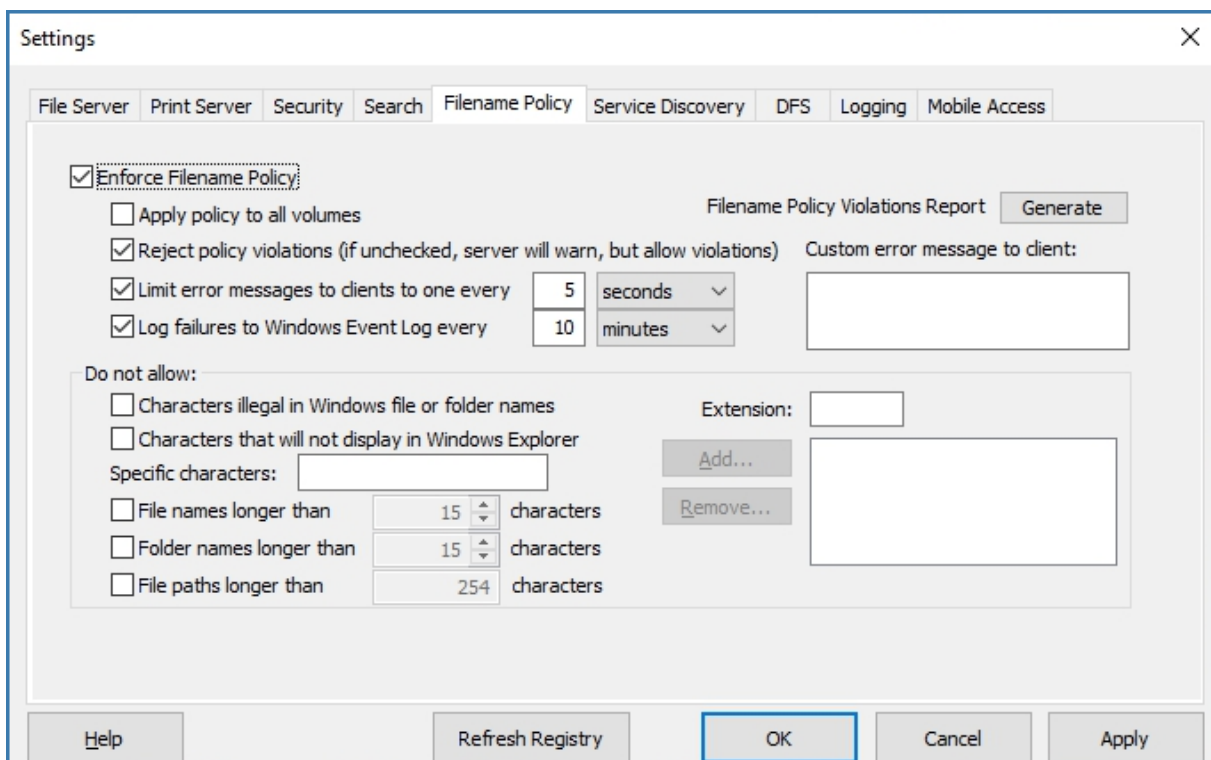 Settings
File Server Print Server Security Search Filename Policy Service Discovery DFS Logging Mobile Access
Enforce Filename Policy
Apply policy to all volumes
Filename Policy Violations Report Generate
Reject policy violations (if unchecked, server will warn, but allow violations)
Custom error message to client:
Limit error messages to clients to one every 5 seconds
Log failures to Windows Event Log every 10 minutes
Do not allow:
Characters illegal in Windows file or folder names
Extension:
Characters that will not display in Windows Explorer
Add...
Specific characters:
File names longer than 15 characters
Remove...
Folder names longer than 15 characters
File paths longer than 254 characters
Help Refresh Registry OK Cancel Apply